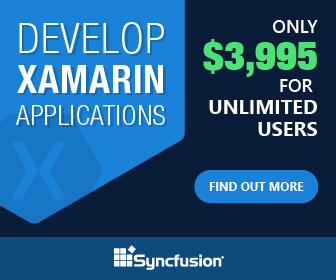 DEVELOP
XAMARIN
APPLICATIONS
ONLY
$3,995
FOR
UNLIMITED
USERS
FIND OUT MORE
Syncfusion